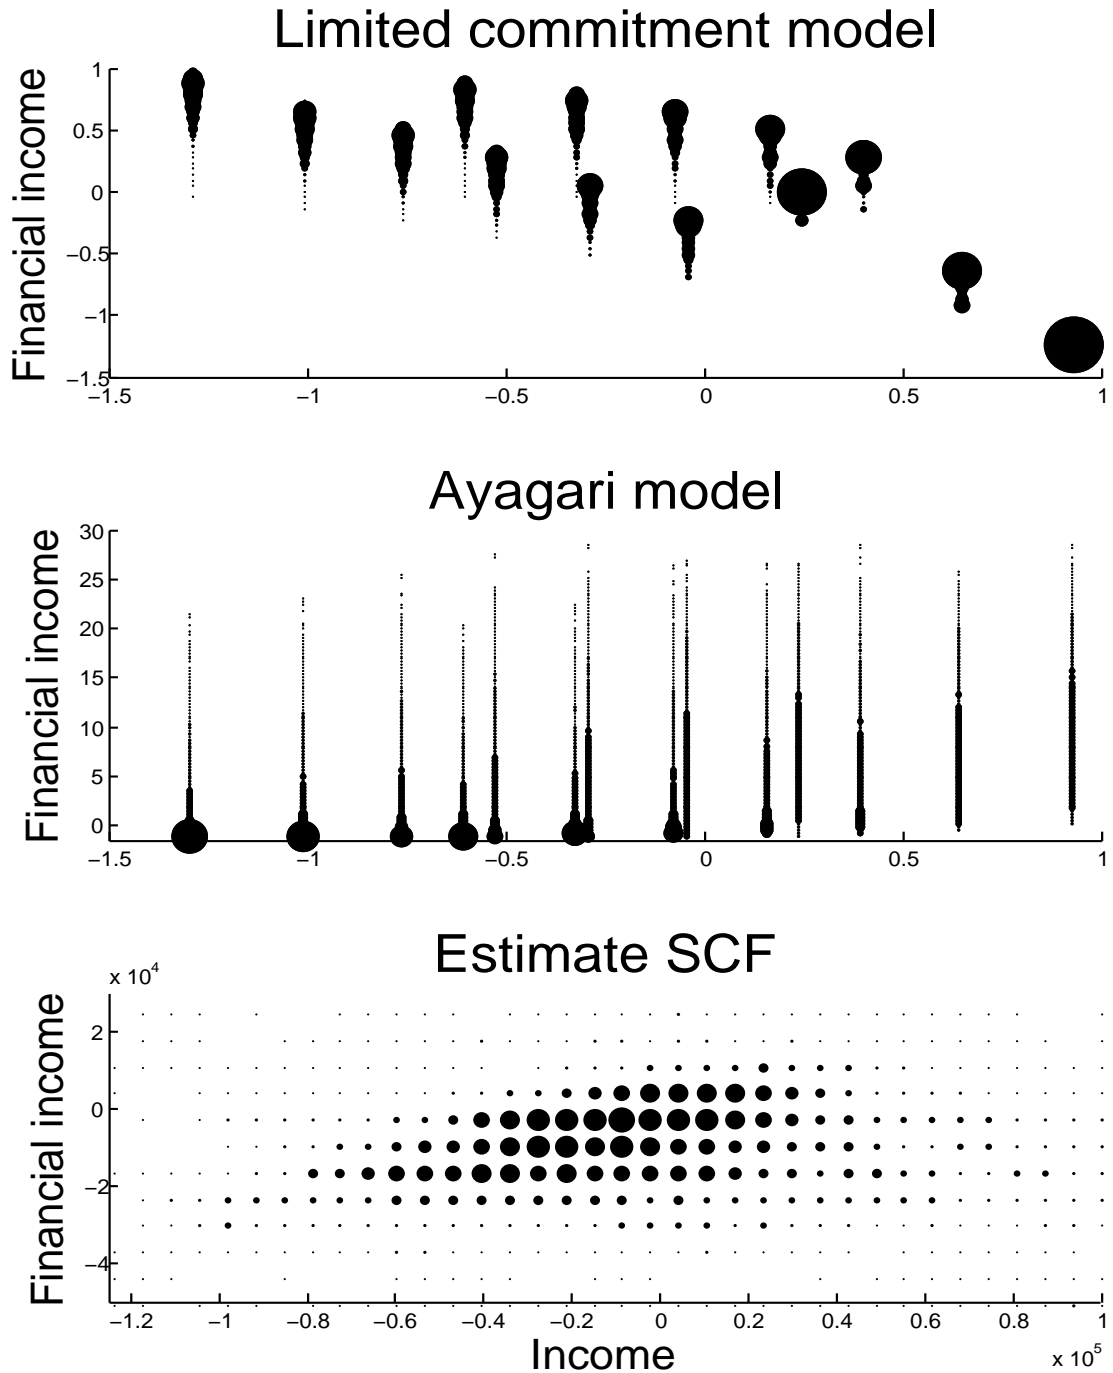 Limited commitment model
Financial income
1
0.5
0
−0.5
−1
−1.5
−1.5 −1 −0.5 0 0.5 1
Ayagari model
Financial income
30
25
20
15
10
5
0
−1.5 −1 −0.5 0 0.5 1
Estimate SCF
x 10^4
Financial income
2
0
−2
−4
−1.2 −1 −0.8 −0.6 −0.4 −0.2 0 0.2 0.4 0.6 0.8 1
Income
x 10^5